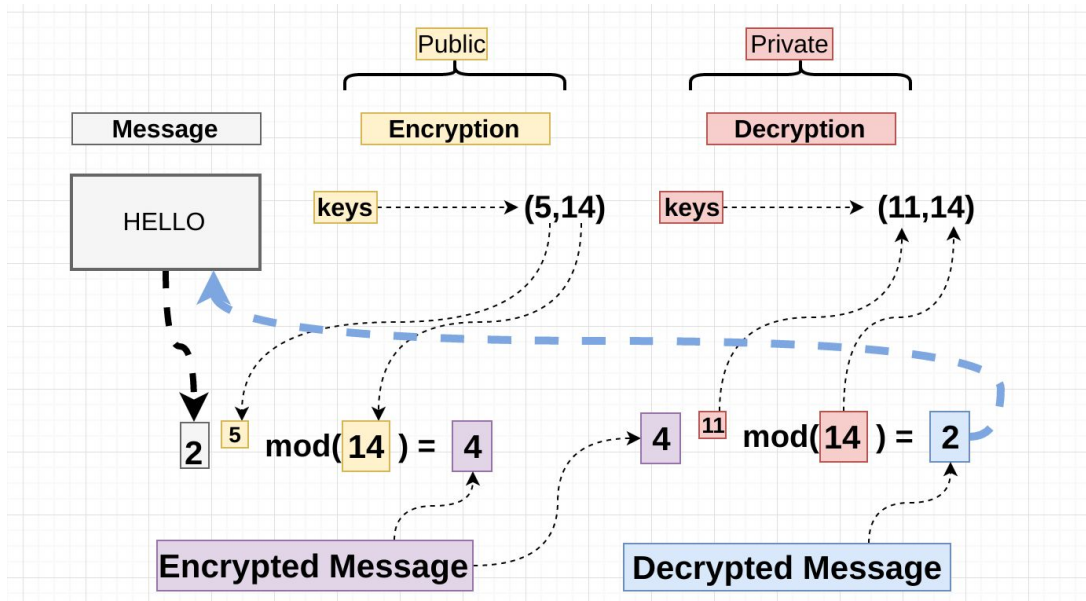 Public
Private
Message
Encryption
Decryption
HELLO
keys
(5,14)
keys
(11,14)
2 5 mod( 14 ) = 4
4 11 mod( 14 ) = 2
Encrypted Message
Decrypted Message